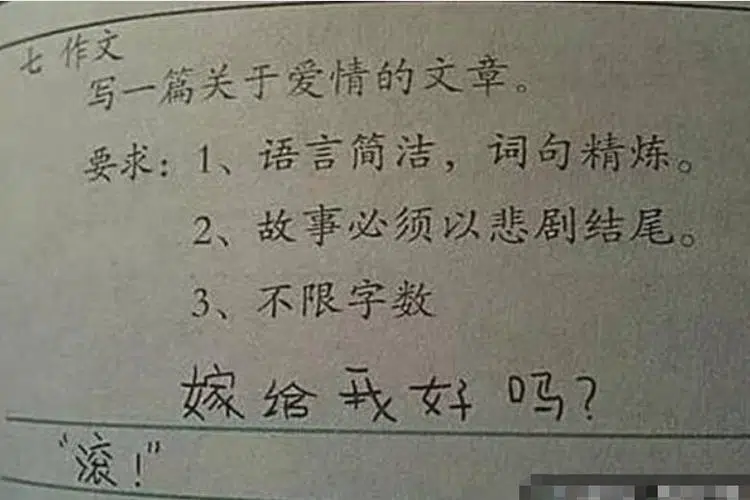 七 作文
写一篇关于爱情的文章。
要求：1、语言简洁，词句精炼。
2、故事必须以悲剧结尾。
3、不限字数
嫁给我好吗？
“滚！”